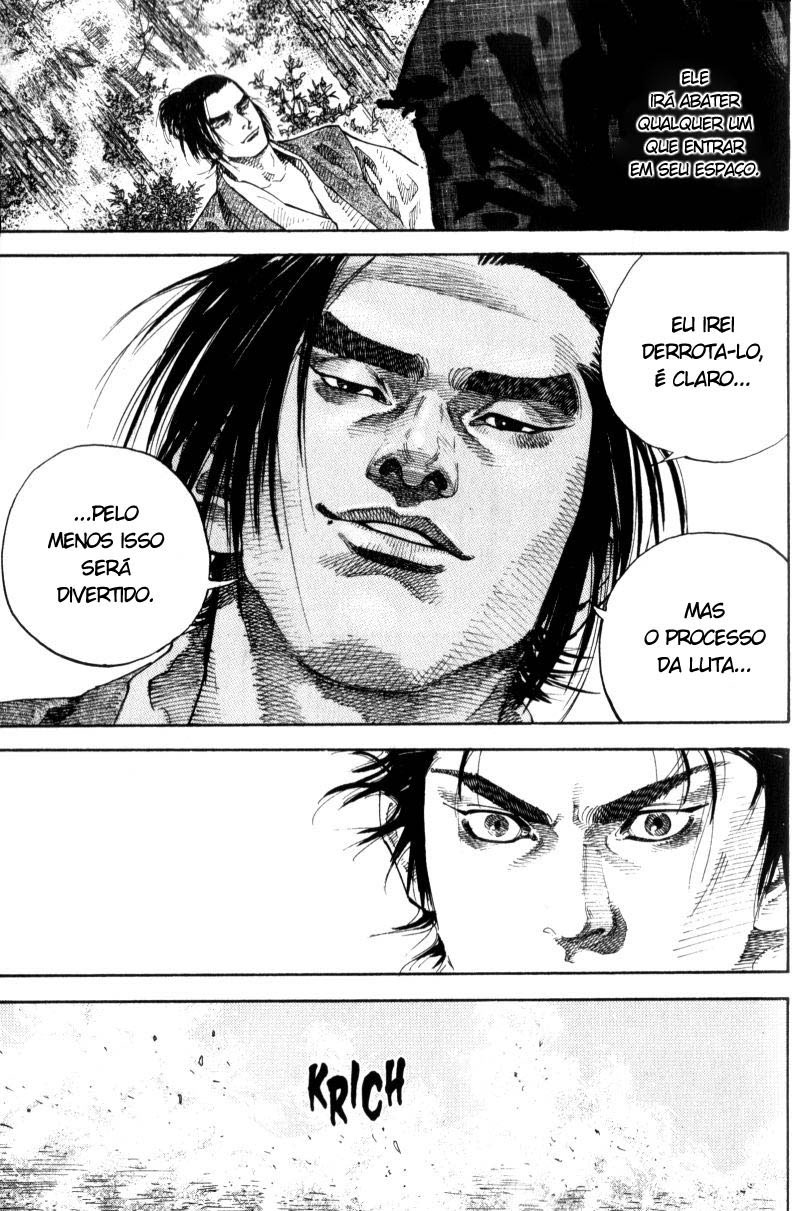 ELE
IRÁ ABATER
QUALQUER UM
QUE ENTRAR
EM SEU ESPAÇO.
EU IREI
DERROTA-LO,
É CLARO...
MAS
O PROCESSO
DA LUTA...
...PELO
MENOS ISSO
SERÁ
DIVERTIDO.
KRICH